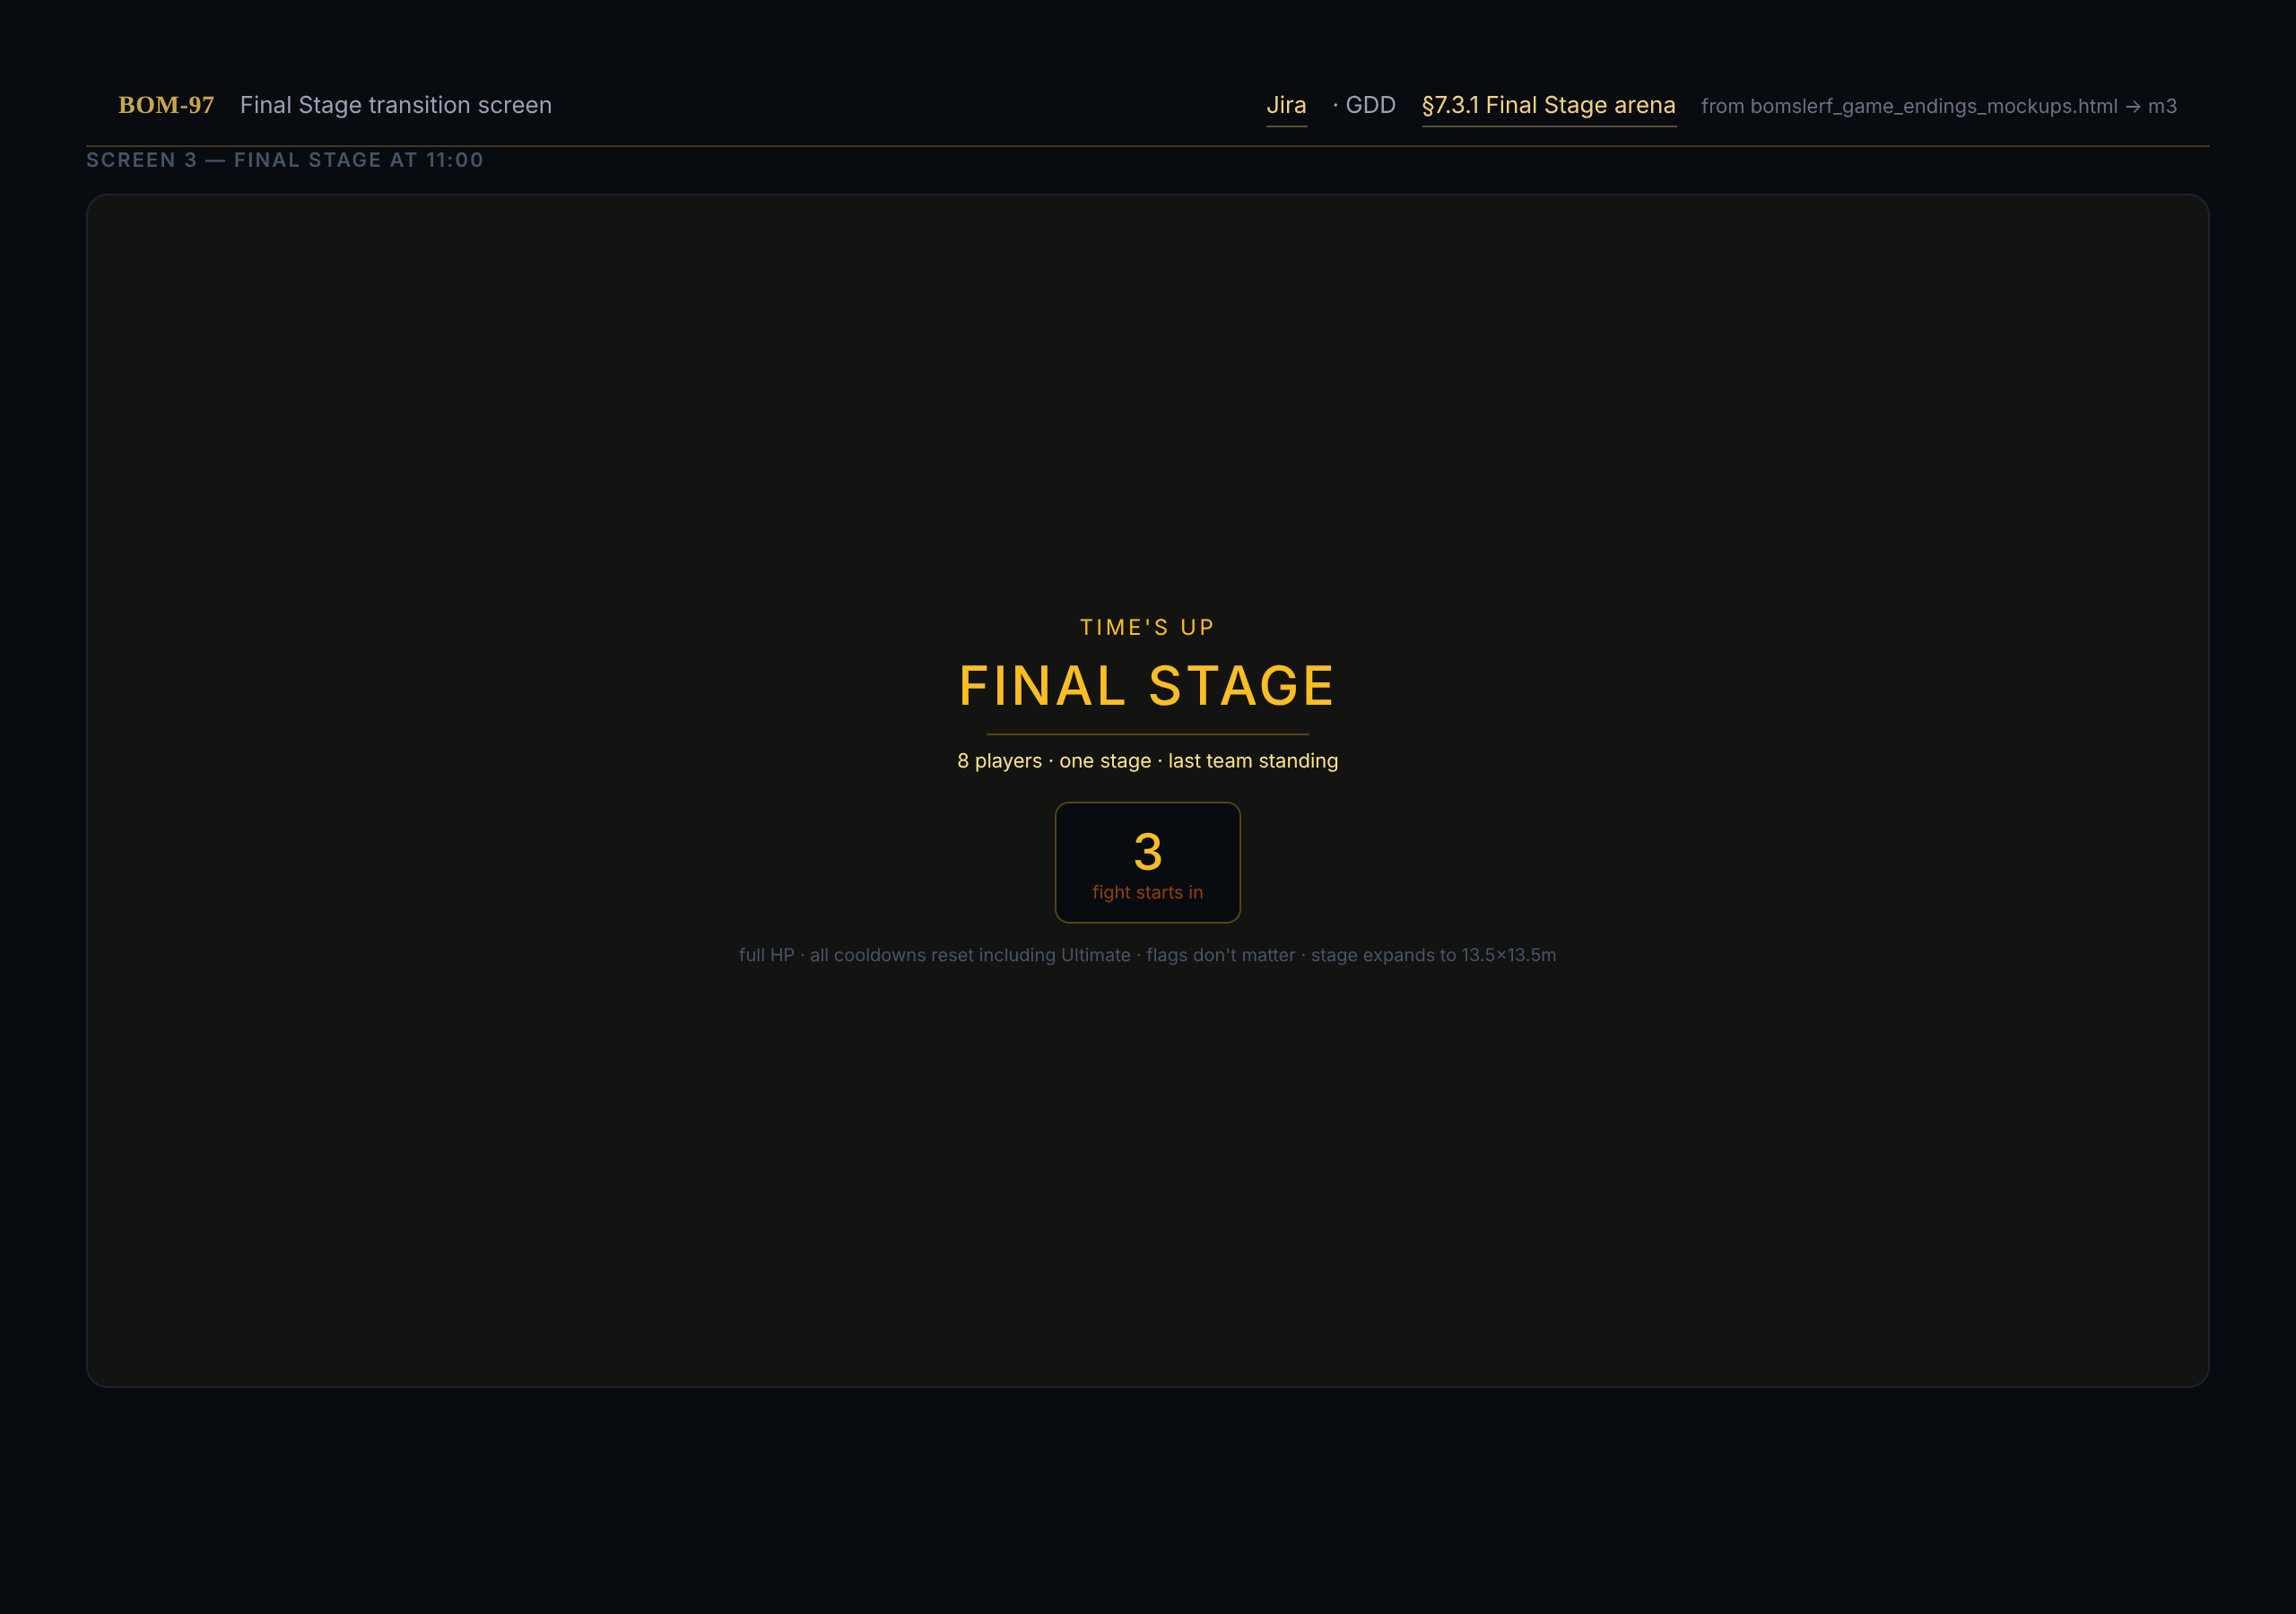 BOM-97 Final Stage transition screen Jira · GDD §7.3.1 Final Stage arena from bomslerf_game_endings_mockups.html → m3
SCREEN 3 — FINAL STAGE AT 11:00
TIME'S UP
FINAL STAGE
8 players · one stage · last team standing
3
fight starts in
full HP · all cooldowns reset including Ultimate · flags don't matter · stage expands to 13.5×13.5m